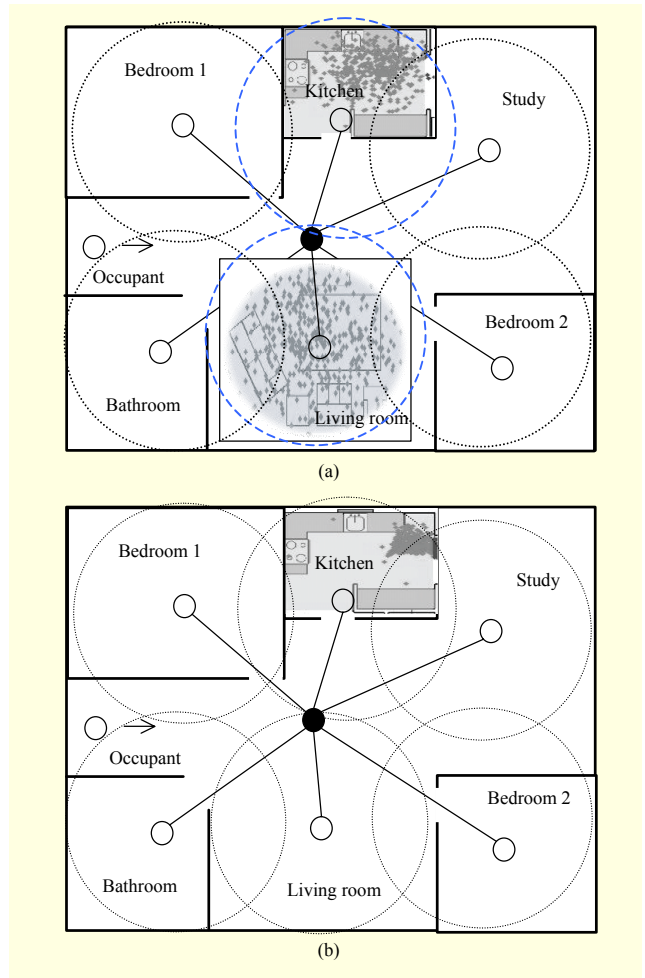 Bedroom 1
Kitchen
Study
Occupant
Bedroom 2
Bathroom
Living room
(a)
Bedroom 1
Kitchen
Study
Occupant
Bedroom 2
Bathroom
Living room
(b)